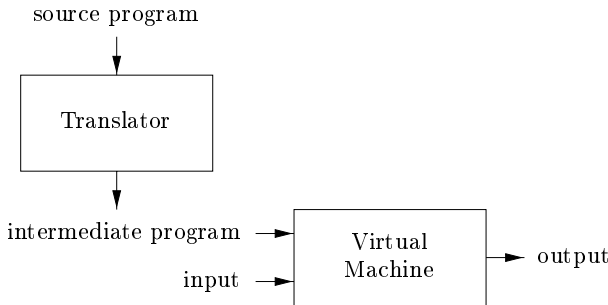 source program
Translator
intermediate program
input
Virtual
Machine
output